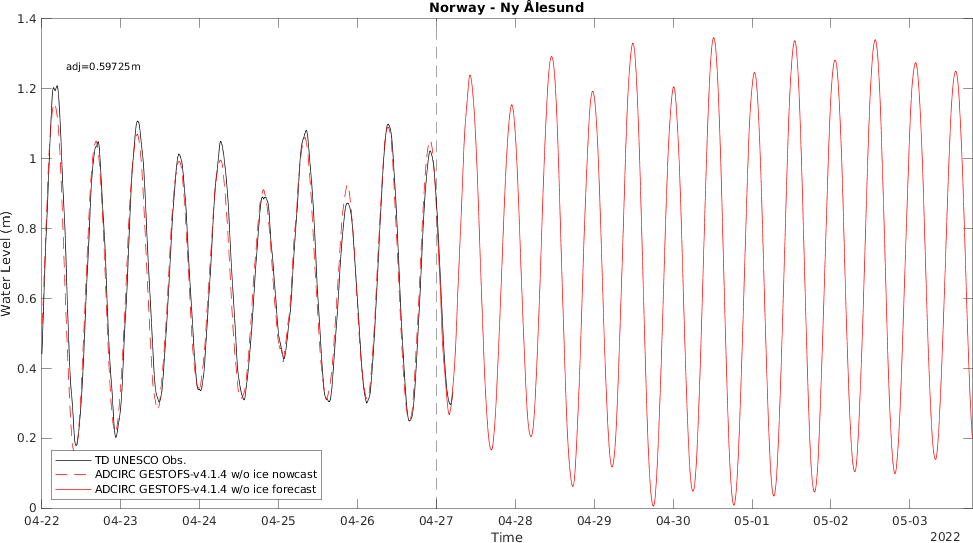 Norway - Ny Ålesund
adj=0.59725m
Water Level (m)
1.4
1.2
1
0.8
0.6
0.4
0.2
0
TD UNESCO Obs.
ADCIRC GESTOFS-v4.1.4 w/o ice nowcast
ADCIRC GESTOFS-v4.1.4 w/o ice forecast
04-22 04-23 04-24 04-25 04-26 04-27 04-28 04-29 04-30 05-01 05-02 05-03
Time
2022